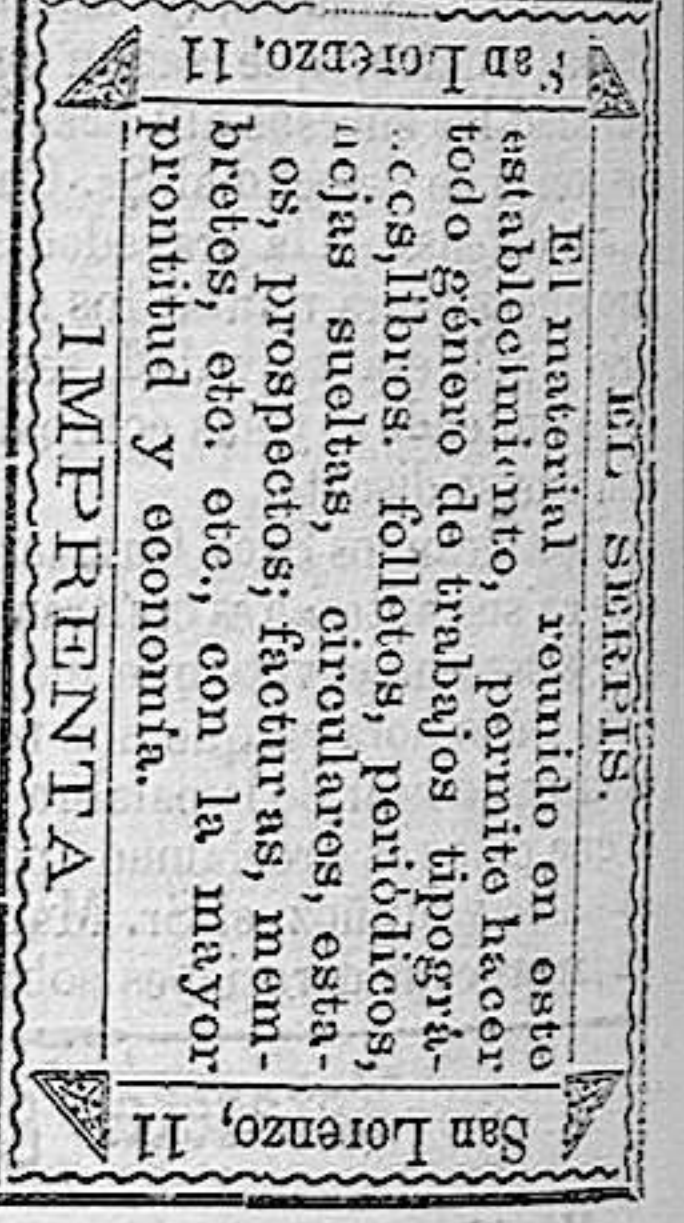 EL SERPIS.
San Lorenzo, 11
El material reunido en este
establecimiento, permite hacer
todo género de trabajos tipográ-
libros. folletos, periódicos,
sueltas, circulares, esta-
os, prospectos; facturas, mem-
bretes, etc. etc., con la mayor
prontitud y economía.
San Lorenzo, 11
IMPRENTA